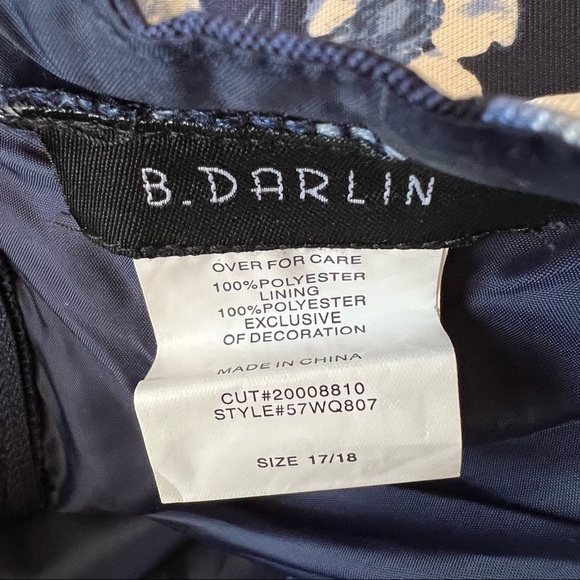 B.DARLIN
OVER FOR CARE
100%POLYESTER
LINING
100%POLYESTER
EXCLUSIVE
OF DECORATION
MADE IN CHINA
CUT#20008810
STYLE#57WQ807
SIZE 17/18